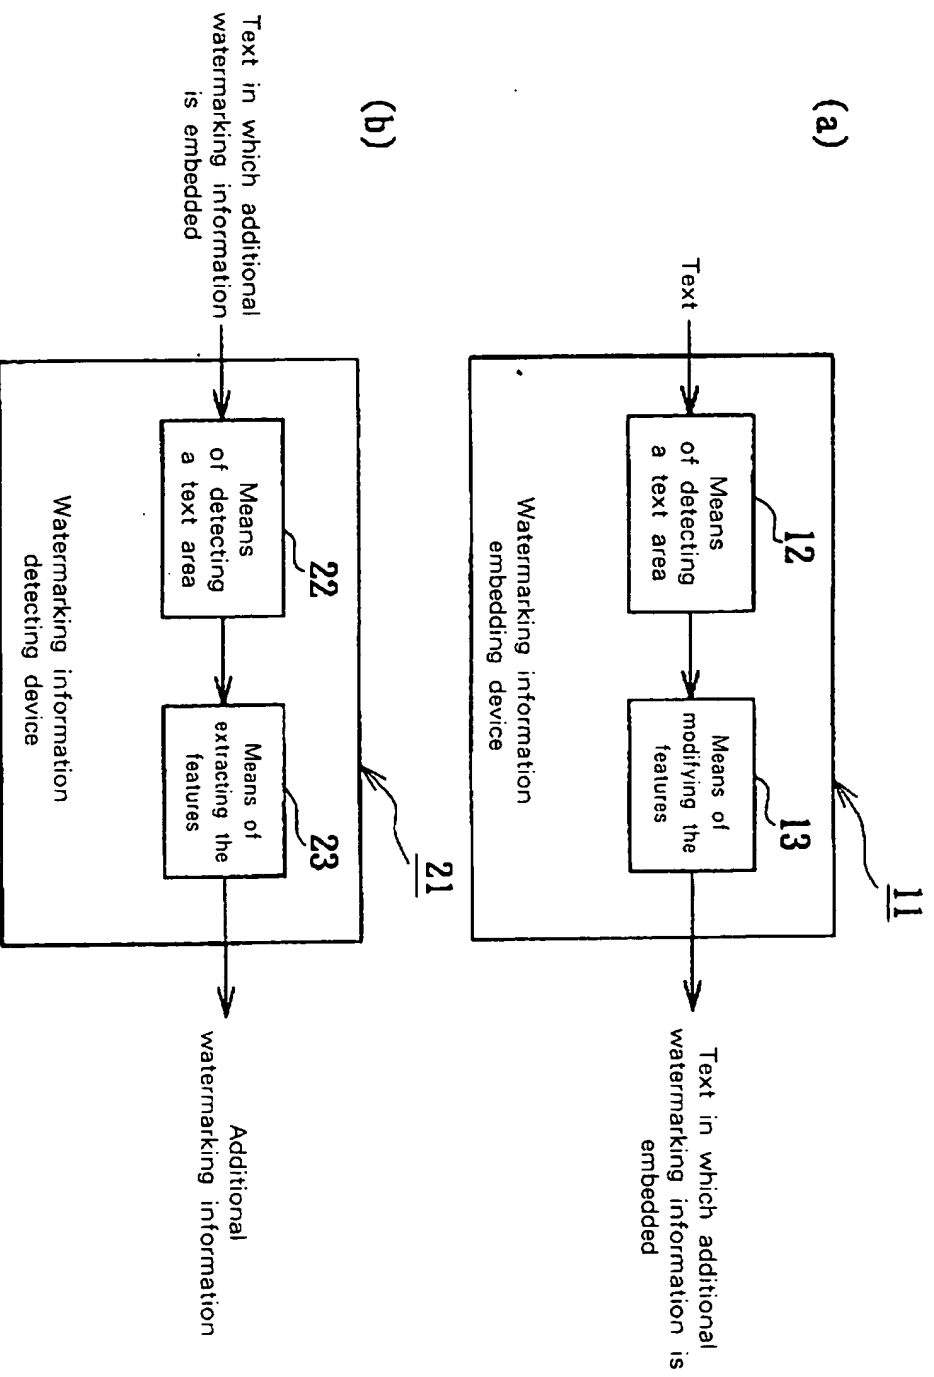 (a)
11
12
13
Text
Means
of detecting
a text area
Means of
modifying the
features
Text in which additional
watermarking information is
embedded
Watermarking information
embedding device
(b)
21
22
23
Text in which additional
watermarking information
is embedded
Means
of detecting
a text area
Means of
extracting the
features
Additional
watermarking information
Watermarking information
detecting device